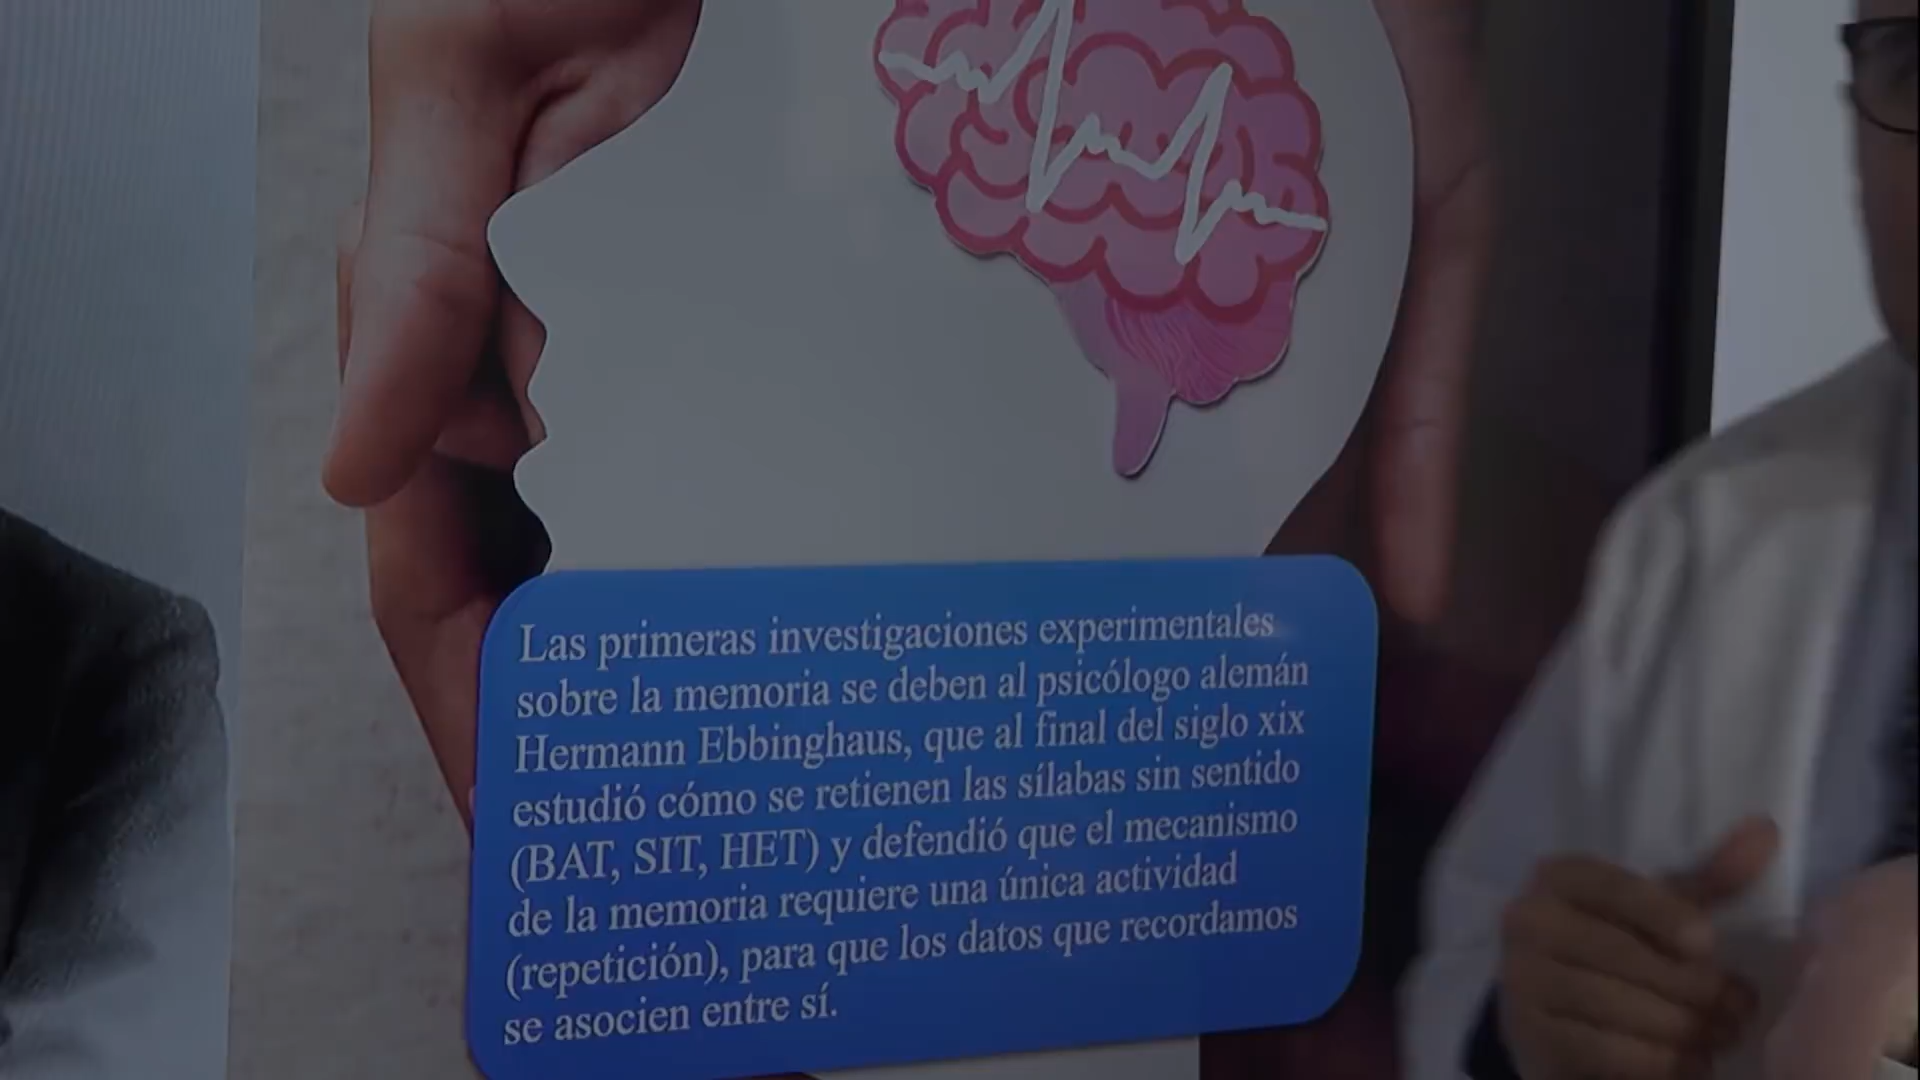 Las primeras investigaciones experimentales
sobre la memoria se deben al psicólogo alemán
Hermann Ebbinghaus, que al final del siglo xix
estudió cómo se retienen las sílabas sin sentido
(BAT, SIT, HET) y defendió que el mecanismo
de la memoria requiere una única actividad
(repetición), para que los datos que recordamos
se asocien entre sí.